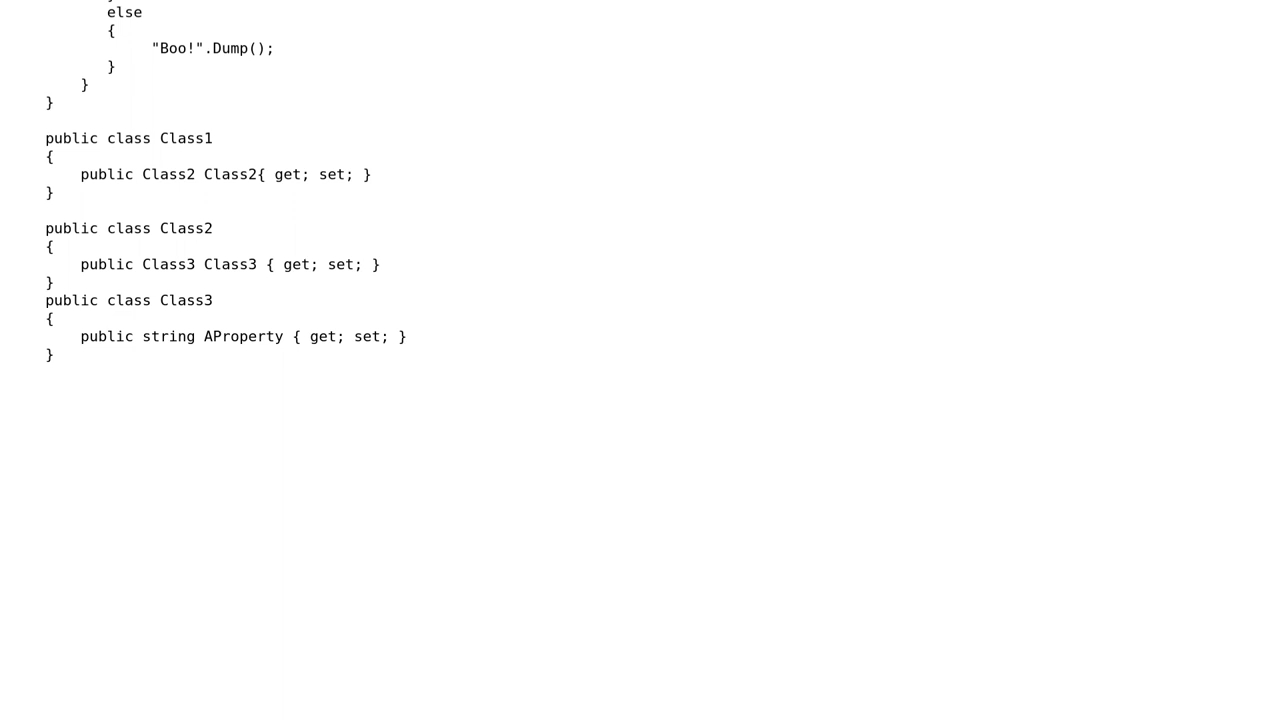 else
{
"Boo!".Dump();
}
}
}
public class Class1
{
public Class2 Class2{ get; set; }
}
public class Class2
{
public Class3 Class3 { get; set; }
}
public class Class3
{
public string AProperty { get; set; }
}